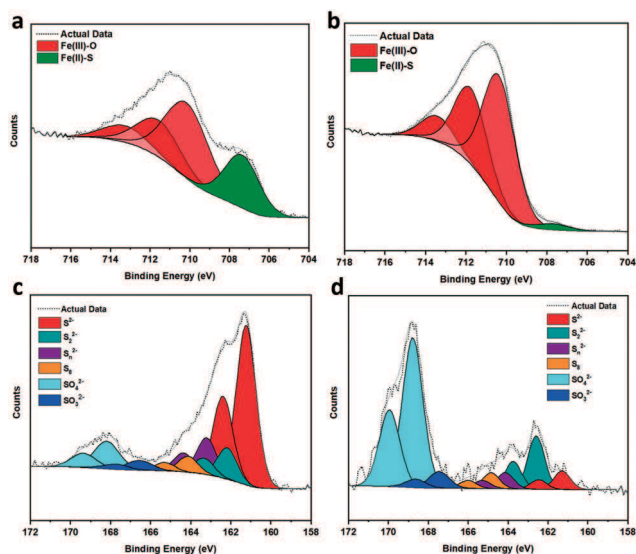 a
Actual Data
Fe(III)-O
Fe(II)-S
Counts
718 716 714 712 710 708 706 704
Binding Energy (eV)
b
Actual Data
Fe(III)-O
Fe(II)-S
Counts
718 716 714 712 710 708 706 704
Binding Energy (eV)
c
Actual Data
S²⁻
S₂²⁻
Sₙ²⁻
S₈
SO₄²⁻
SO₃²⁻
Counts
172 170 168 166 164 162 160 158
Binding Energy (eV)
d
Actual Data
S²⁻
S₂²⁻
Sₙ²⁻
S₈
SO₄²⁻
SO₃²⁻
Counts
172 170 168 166 164 162 160 158
Binding Energy (eV)